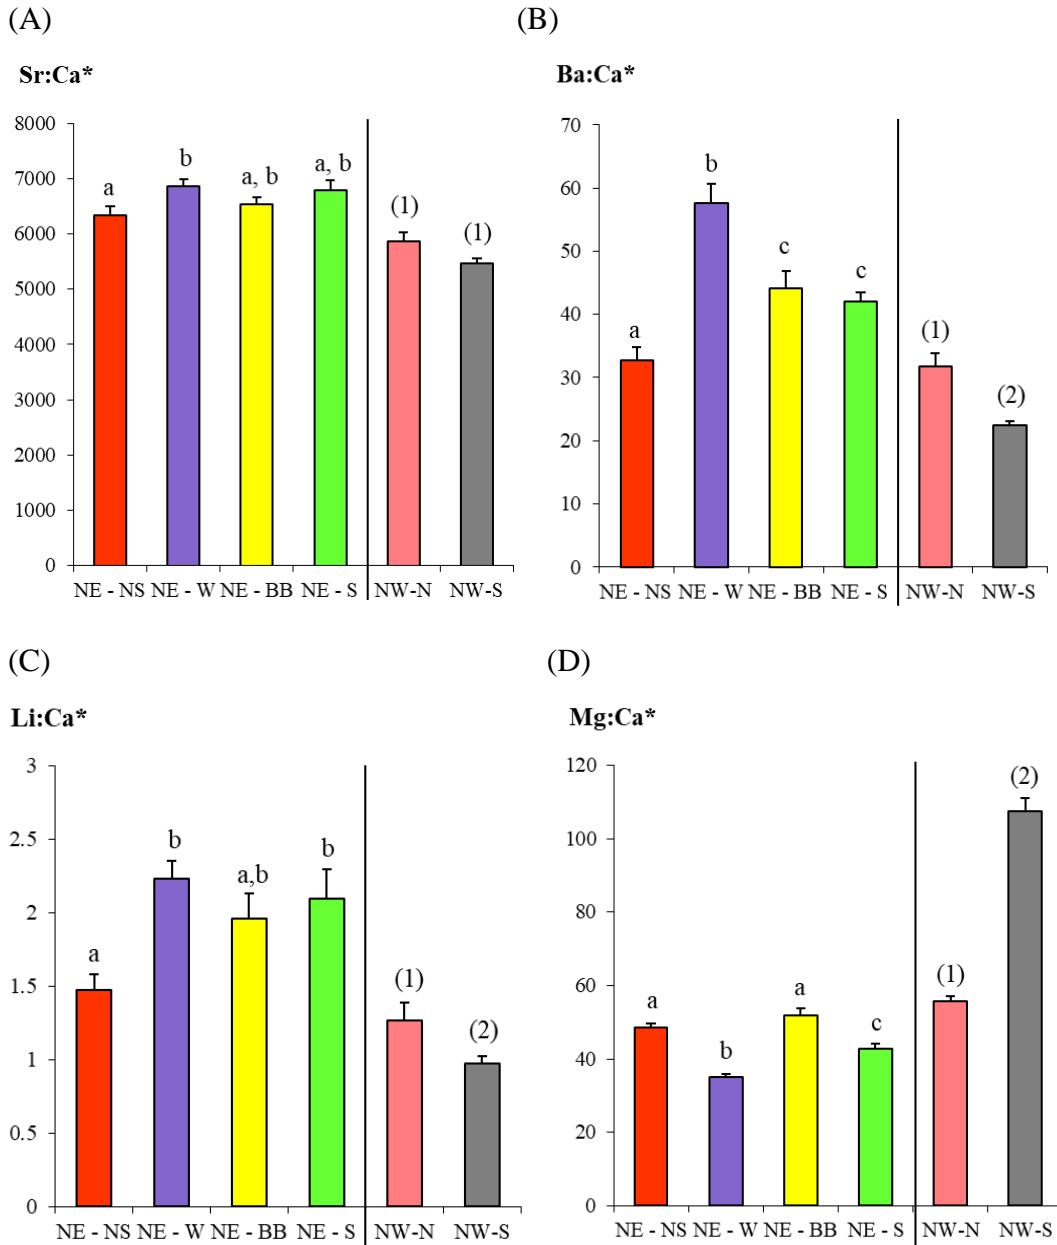 (A)
Sr:Ca*
8000
7000
6000
5000
4000
3000
2000
1000
0
a
b
a, b
a, b
(1)
(1)
NE - NS NE - W NE - BB NE - S NW-N NW-S
(B)
Ba:Ca*
70
60
50
40
30
20
10
0
a
b
c
c
(1)
(2)
NE - NS NE - W NE - BB NE - S NW-N NW-S
(C)
Li:Ca*
3
2.5
2
1.5
1
0.5
0
a
b
a,b
b
(1)
(2)
NE - NS NE - W NE - BB NE - S NW-N NW-S
(D)
Mg:Ca*
120
100
80
60
40
20
0
a
b
a
c
(1)
(2)
NE - NS NE - W NE - BB NE - S NW-N NW-S